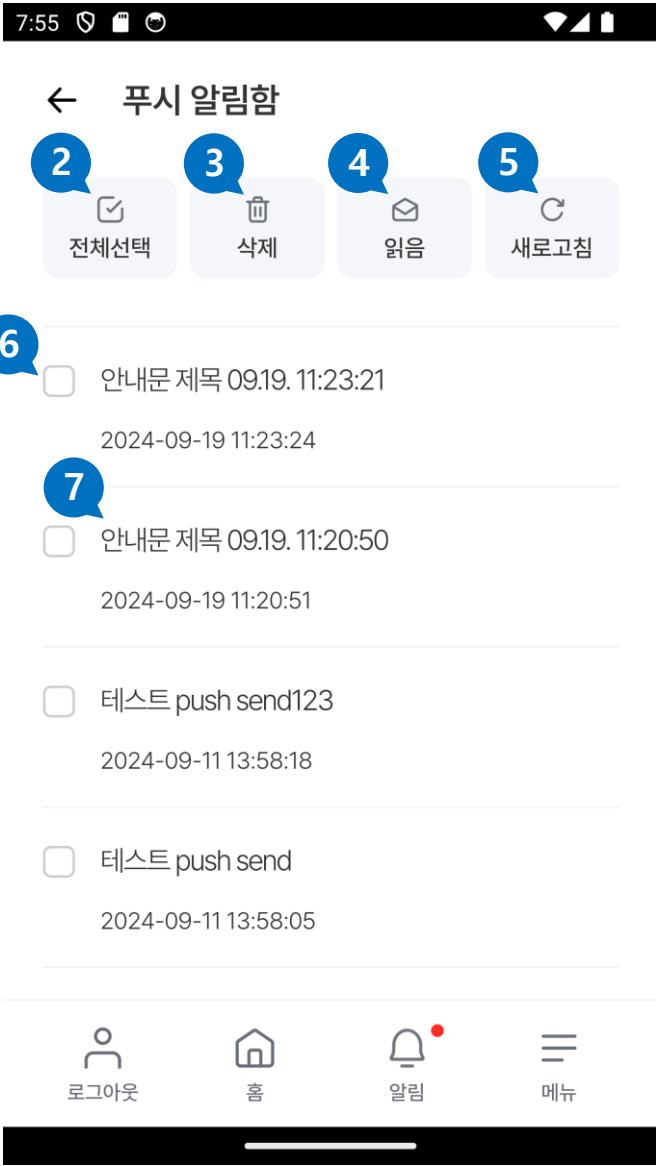 7:55
푸시 알림함
2 3 4 5
전체선택 삭제 읽음 새로고침
6
안내문 제목 09.19. 11:23:21
2024-09-19 11:23:24
7
안내문 제목 09.19. 11:20:50
2024-09-19 11:20:51
테스트 push send123
2024-09-11 13:58:18
테스트 push send
2024-09-11 13:58:05
로그아웃 홈 알림 메뉴